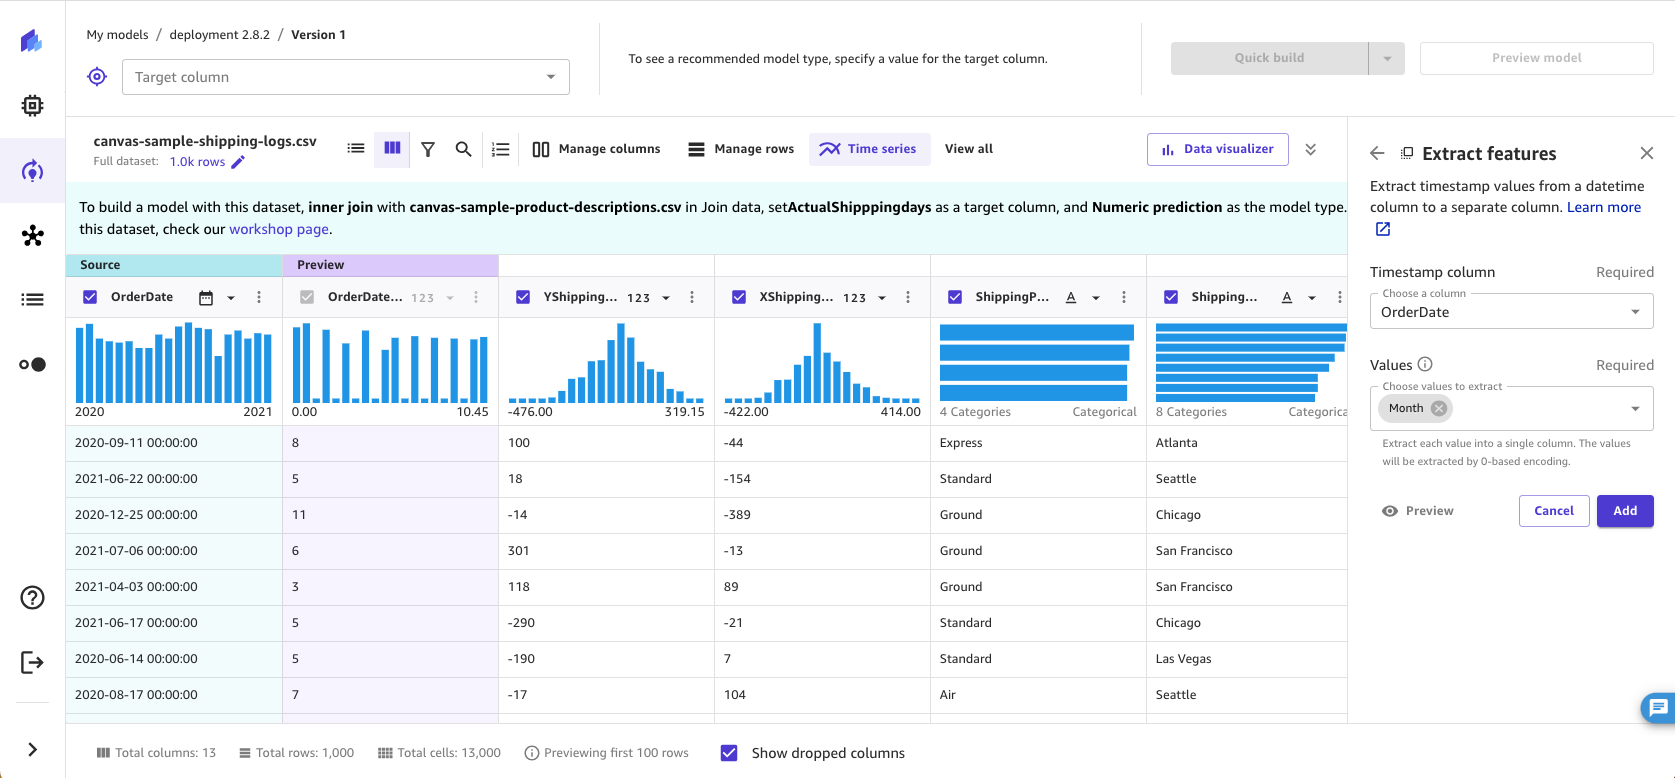 My models / deployment 2.8.2 / Version 1
Target column
To see a recommended model type, specify a value for the target column.
Quick build
Preview model
canvas-sample-shipping-logs.csv
Full dataset: 1.0k rows
Manage columns
Manage rows
Time series
View all
Data visualizer
To build a model with this dataset, inner join with canvas-sample-product-descriptions.csv in Join data, setActualShipppingdays as a target column, and Numeric prediction as the model type.
this dataset, check our workshop page.
Source Preview
OrderDate OrderDate... 123 YShipping... 123 XShipping... 123 ShippingP... A Shipping... A
2020 2021 0.00 10.45 -476.00 319.15 -422.00 414.00 4 Categories Categorical 8 Categories Categorica
2020-09-11 00:00:00 8 100 -44 Express Atlanta
2021-06-22 00:00:00 5 18 -154 Standard Seattle
2020-12-25 00:00:00 11 -14 -389 Ground Chicago
2021-07-06 00:00:00 6 301 -13 Ground San Francisco
2021-04-03 00:00:00 3 118 89 Ground San Francisco
2021-06-17 00:00:00 5 -290 -21 Standard Chicago
2020-06-14 00:00:00 5 -190 7 Standard Las Vegas
2020-08-17 00:00:00 7 -17 104 Air Seattle
Total columns: 13 Total rows: 1,000 Total cells: 13,000 Previewing first 100 rows Show dropped columns
Extract features
Extract timestamp values from a datetime
column to a separate column. Learn more
Timestamp column Required
Choose a column
OrderDate
Values Required
Choose values to extract
Month
Extract each value into a single column. The values
will be extracted by 0-based encoding.
Preview Cancel Add